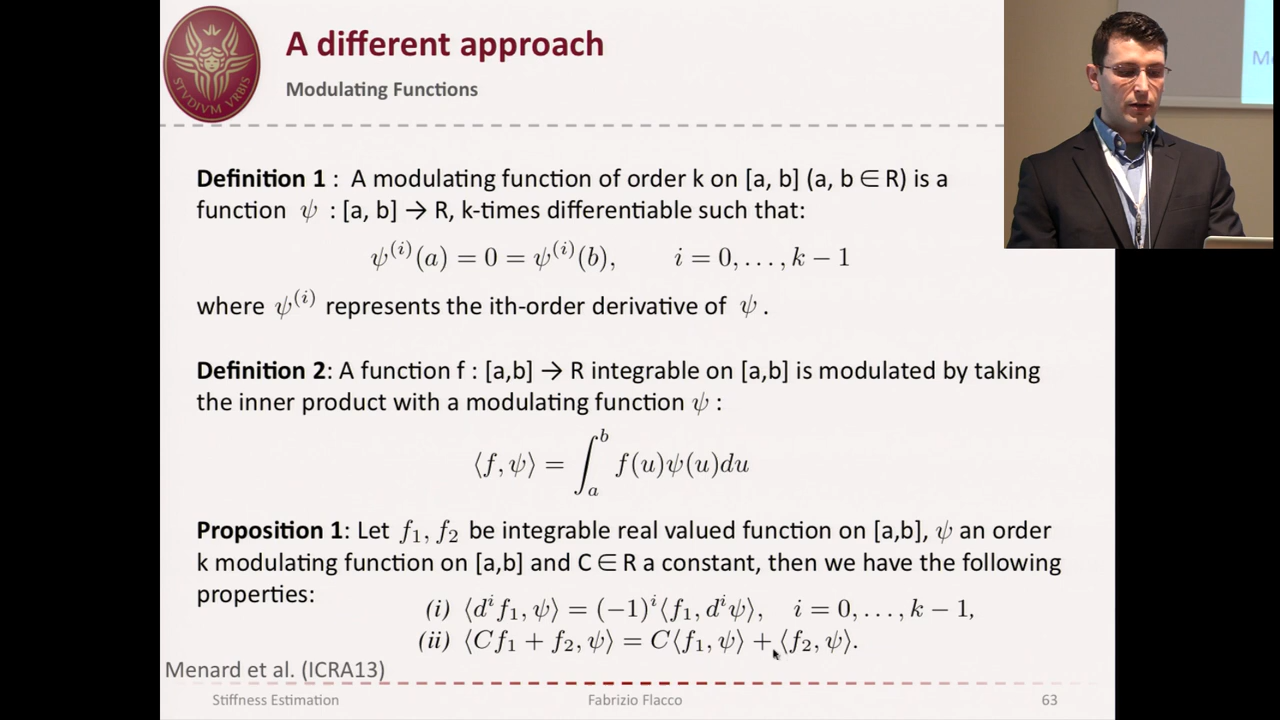 A different approach
Modulating Functions
STVDIVM VRBIS
Definition 1 : A modulating function of order k on [a, b] (a, b ∈ R) is a
function ψ : [a, b] → R, k-times differentiable such that:
ψ⁽ⁱ⁾(a) = 0 = ψ⁽ⁱ⁾(b), i = 0, . . . , k − 1
where ψ⁽ⁱ⁾ represents the ith-order derivative of ψ .
Definition 2: A function f : [a,b] → R integrable on [a,b] is modulated by taking
the inner product with a modulating function ψ :
⟨f, ψ⟩ = ∫ₐᵇ f(u)ψ(u)du
Proposition 1: Let f₁, f₂ be integrable real valued function on [a,b], ψ an order
k modulating function on [a,b] and C ∈ R a constant, then we have the following
properties:
(i) ⟨dⁱf₁, ψ⟩ = (−1)ⁱ⟨f₁, dⁱψ⟩, i = 0, . . . , k − 1,
(ii) ⟨Cf₁ + f₂, ψ⟩ = C⟨f₁, ψ⟩ + ⟨f₂, ψ⟩.
Menard et al. (ICRA13)
Stiffness Estimation Fabrizio Flacco 63